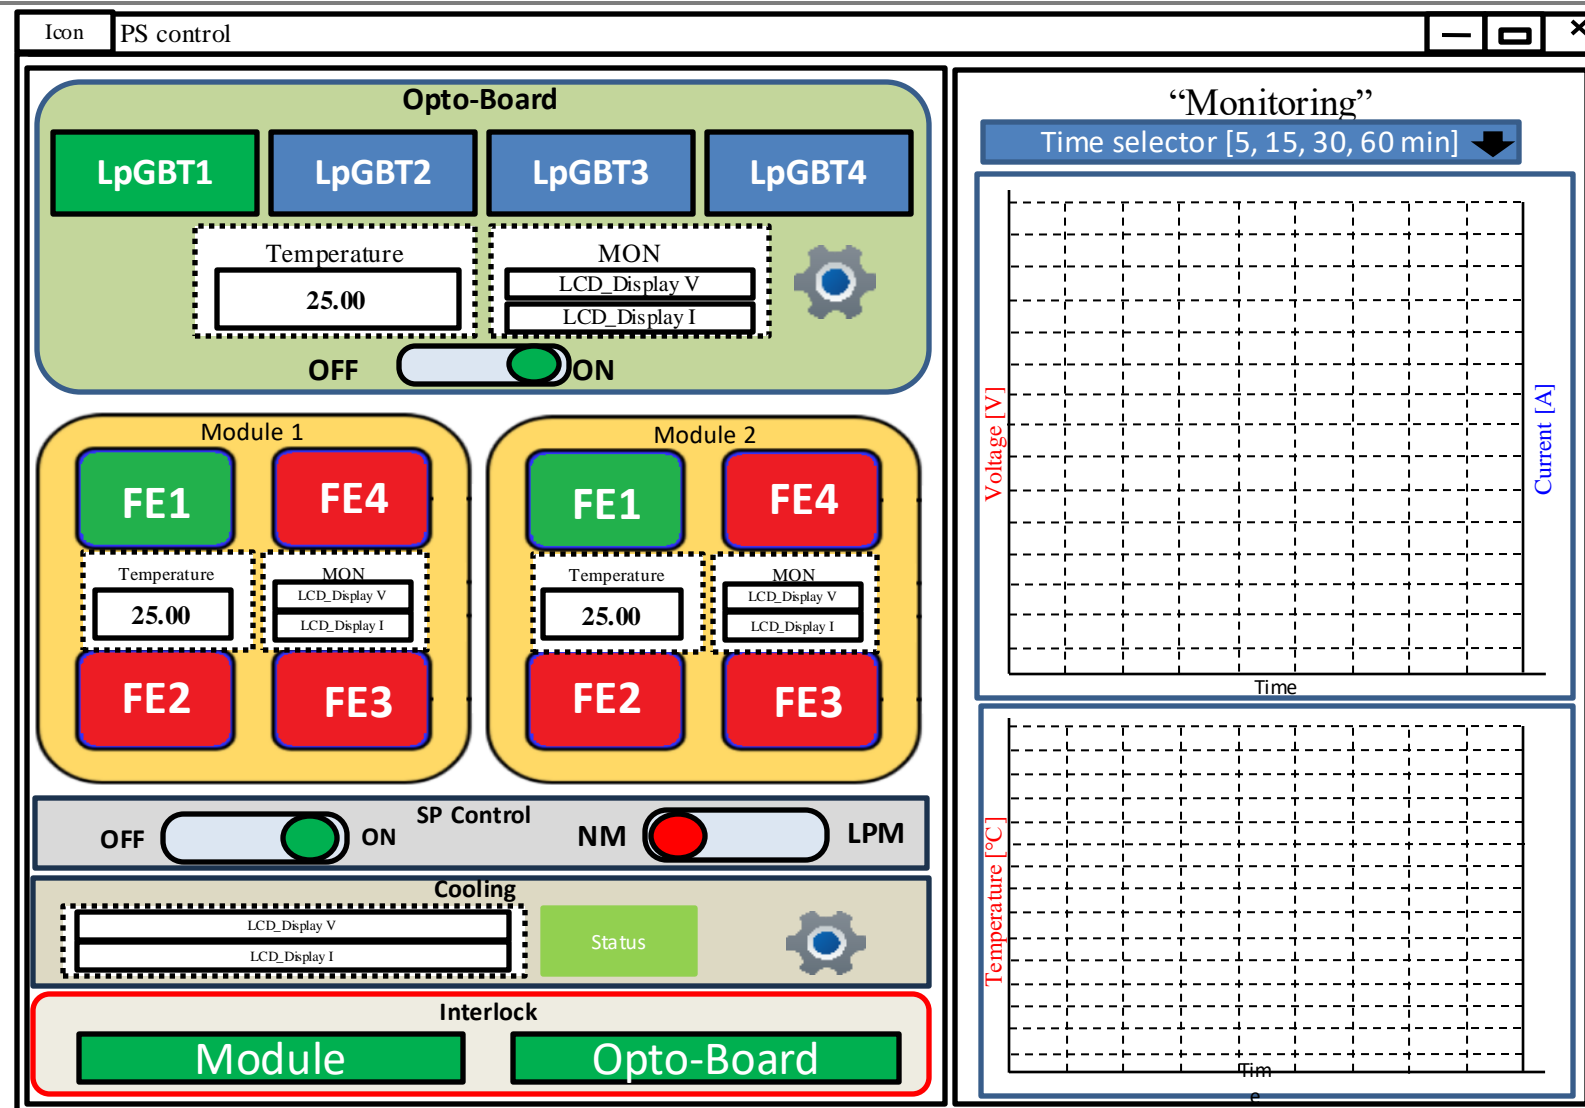 Icon
PS control
Opto-Board
LpGBT1 LpGBT2 LpGBT3 LpGBT4
Temperature
25.00
MON
LCD_Display V
LCD_Display I
OFF ON
Module 1
FE1 FE4
Temperature
25.00
MON
LCD_Display V
LCD_Display I
FE2 FE3
Module 2
FE1 FE4
Temperature
25.00
MON
LCD_Display V
LCD_Display I
FE2 FE3
SP Control
OFF ON
NM LPM
Cooling
LCD_Display V
LCD_Display I
Status
Interlock
Module Opto-Board
“Monitoring”
Time selector [5, 15, 30, 60 min]
Voltage [V]
Current [A]
Time
Temperature [°C]
Tim
e